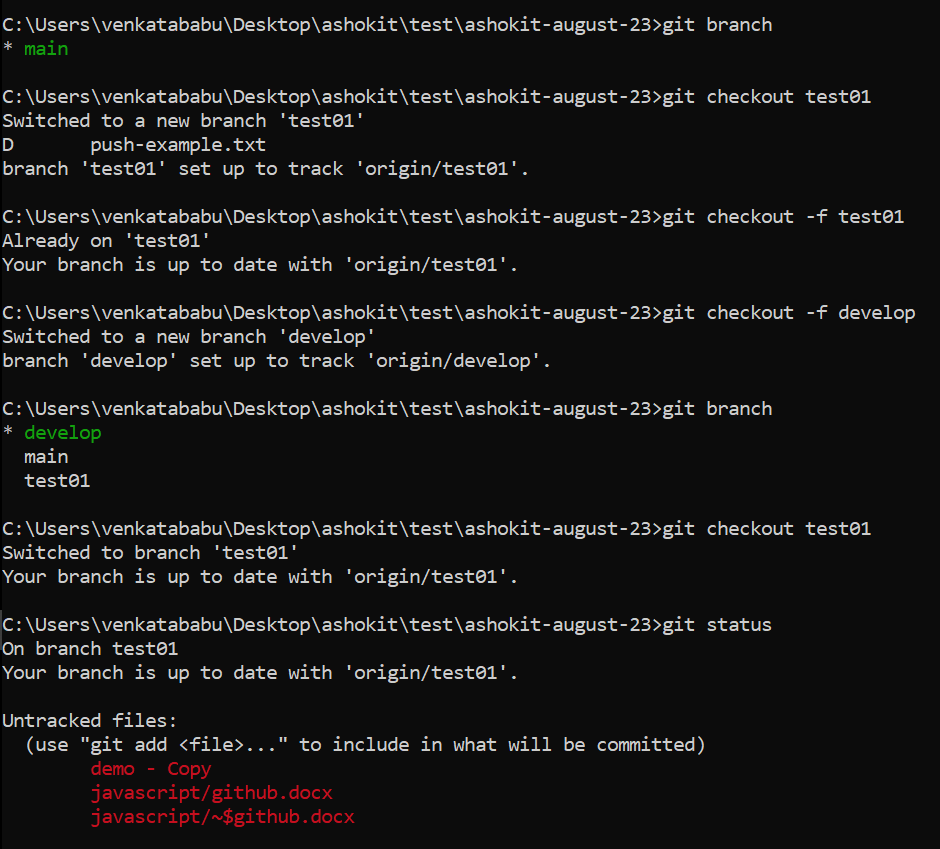 C:\Users\venkatababu\Desktop\ashokit\test\ashokit-august-23>git branch
* main
C:\Users\venkatababu\Desktop\ashokit\test\ashokit-august-23>git checkout test01
Switched to a new branch 'test01'
D       push-example.txt
branch 'test01' set up to track 'origin/test01'.
C:\Users\venkatababu\Desktop\ashokit\test\ashokit-august-23>git checkout -f test01
Already on 'test01'
Your branch is up to date with 'origin/test01'.
C:\Users\venkatababu\Desktop\ashokit\test\ashokit-august-23>git checkout -f develop
Switched to a new branch 'develop'
branch 'develop' set up to track 'origin/develop'.
C:\Users\venkatababu\Desktop\ashokit\test\ashokit-august-23>git branch
* develop
  main
  test01
C:\Users\venkatababu\Desktop\ashokit\test\ashokit-august-23>git checkout test01
Switched to branch 'test01'
Your branch is up to date with 'origin/test01'.
C:\Users\venkatababu\Desktop\ashokit\test\ashokit-august-23>git status
On branch test01
Your branch is up to date with 'origin/test01'.
Untracked files:
  (use "git add <file>..." to include in what will be committed)
        demo - Copy
        javascript/github.docx
        javascript/~$github.docx